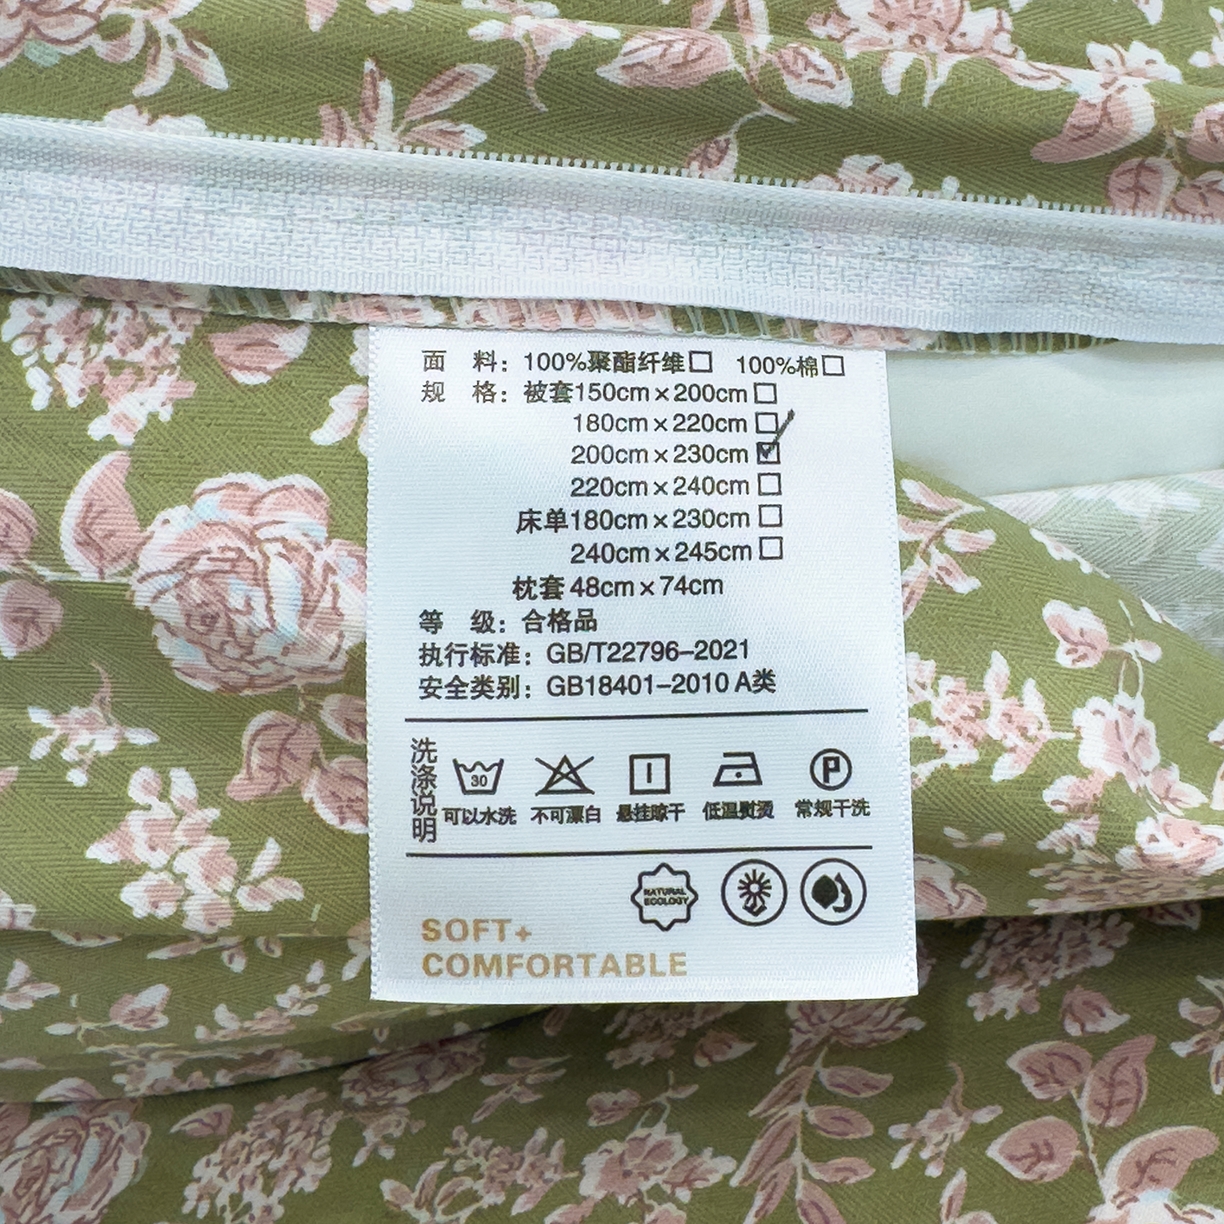 面 料：100%聚酯纤维□ 100%棉□
规 格：被套150cm×200cm□
180cm×220cm□
200cm×230cm☑
220cm×240cm□
床单180cm×230cm□
240cm×245cm□
枕套48cm×74cm
等 级：合格品
执行标准：GB/T22796-2021
安全类别：GB18401-2010 A类
洗涤说明
30
P
可以水洗 不可漂白 悬挂晾干 低温熨烫 常规干洗
NATURAL
ECOLOGY
SOFT+
COMFORTABLE